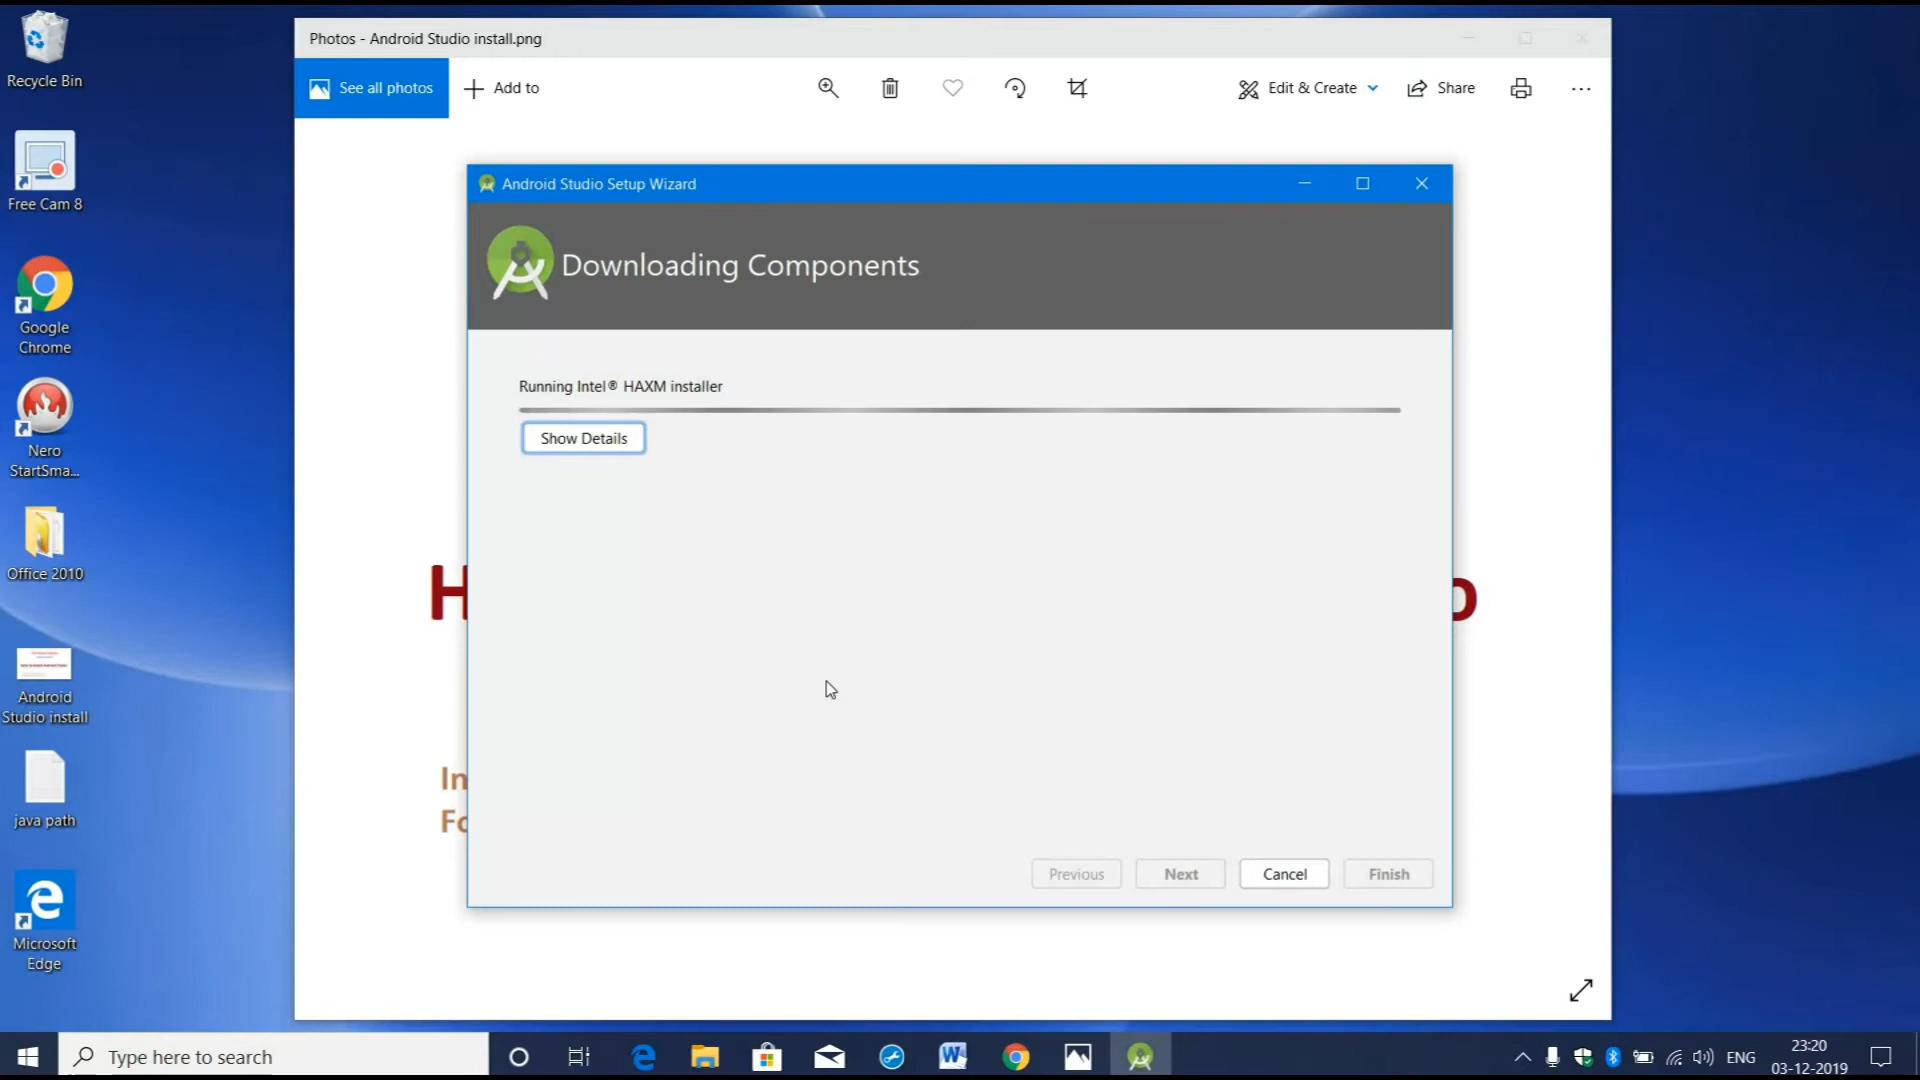 Recycle Bin
Free Cam 8
Google
Chrome
Nero
StartSma...
Office 2010
Android
Studio install
java path
Microsoft
Edge
Photos - Android Studio install.png
See all photos
Add to
Edit & Create
Share
Android Studio Setup Wizard
Downloading Components
Running Intel® HAXM installer
Show Details
H
p
In
Fo
Previous
Next
Cancel
Finish
Type here to search
ENG
23:20
03-12-2019